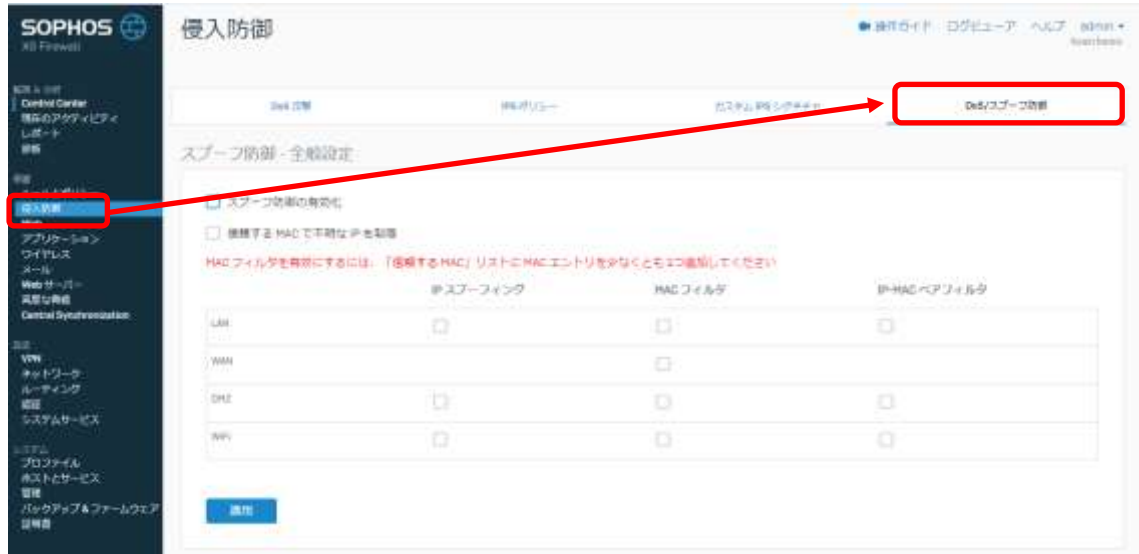 SOPHOS
XG Firewall
侵入防御
操作ガイド ログビューア ヘルプ admin
Control Center
現在のアクティビティ
レポート
診断
侵入防御
Web
アプリケーション
ワイヤレス
メール
Web サーバー
高度な機能
Central Synchronization
VPN
ネットワーク
ルーティング
認証
システムサービス
システム
プロファイル
ホストとサービス
管理
バックアップ&ファームウェア
証明書
DoS 攻撃 IPS ポリシー カスタム IPS シグネチャ DoS/スプーフ防御
スプーフ防御 - 全般設定
スプーフ防御の有効化
信頼する MAC で不明な IP を制限
MAC フィルタを有効にするには、「信頼する MAC」リストに MAC エントリを少なくとも1つ追加してください
IP スプーフィング MAC フィルタ IP-MAC ペアフィルタ
LAN
WAN
DMZ
WiFi
適用